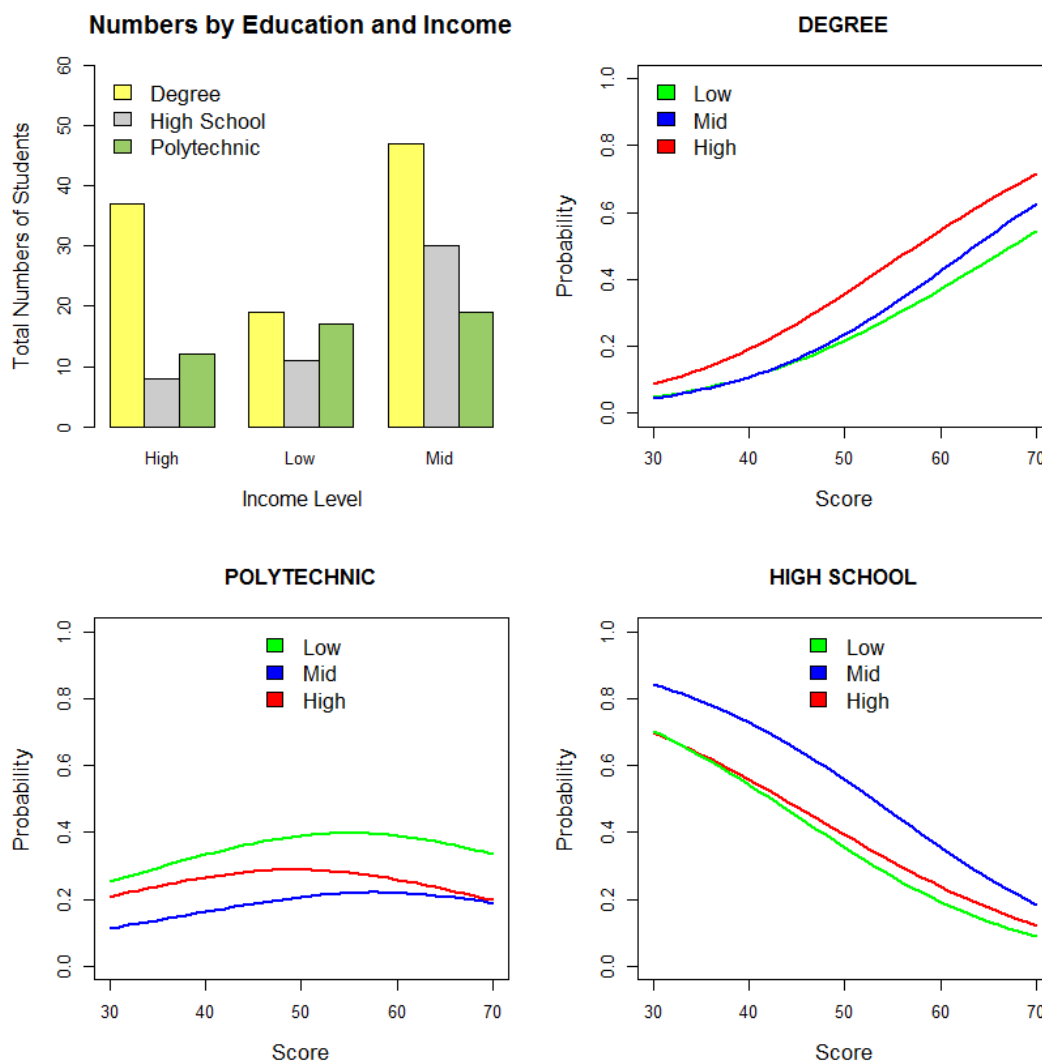 Numbers by Education and Income
Total Numbers of Students
60
50
40
30
20
10
0
Degree
High School
Polytechnic
High
Low
Mid
Income Level
DEGREE
Probability
1.0
0.8
0.6
0.4
0.2
0.0
Low
Mid
High
30 40 50 60 70
Score
POLYTECHNIC
Probability
1.0
0.8
0.6
0.4
0.2
0.0
Low
Mid
High
30 40 50 60 70
Score
HIGH SCHOOL
Probability
1.0
0.8
0.6
0.4
0.2
0.0
Low
Mid
High
30 40 50 60 70
Score